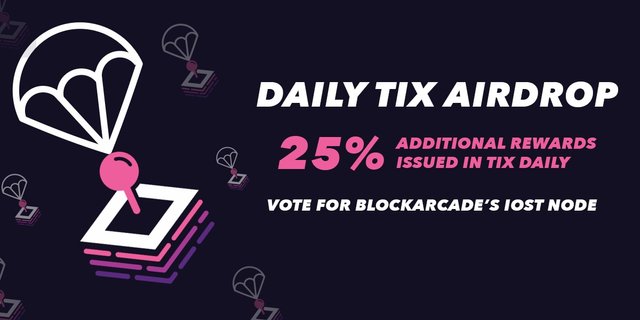 DAILY TIX AIRDROP
25% ADDITIONAL REWARDS
ISSUED IN TIX DAILY
VOTE FOR BLOCKARCADE'S IOST NODE